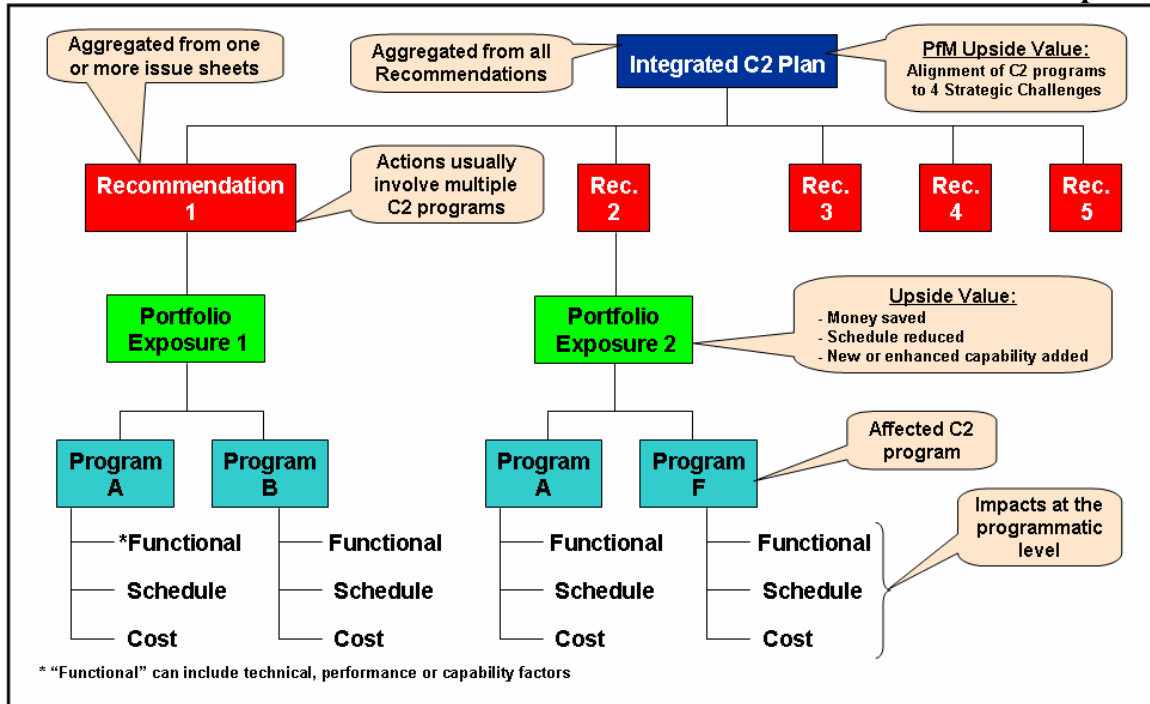 Aggregated from one
or more issue sheets
Aggregated from all
Recommendations
Integrated C2 Plan
PfM Upside Value:
Alignment of C2 programs
to 4 Strategic Challenges
Recommendation
1
Actions usually
involve multiple
C2 programs
Rec.
2
Rec.
3
Rec.
4
Rec.
5
Portfolio
Exposure 1
Portfolio
Exposure 2
Upside Value:
- Money saved
- Schedule reduced
- New or enhanced capability added
Program
A
Program
B
Program
A
Program
F
Affected C2
program
Impacts at the
programmatic
level
*Functional
Schedule
Cost
Functional
Schedule
Cost
Functional
Schedule
Cost
Functional
Schedule
Cost
* “Functional” can include technical, performance or capability factors